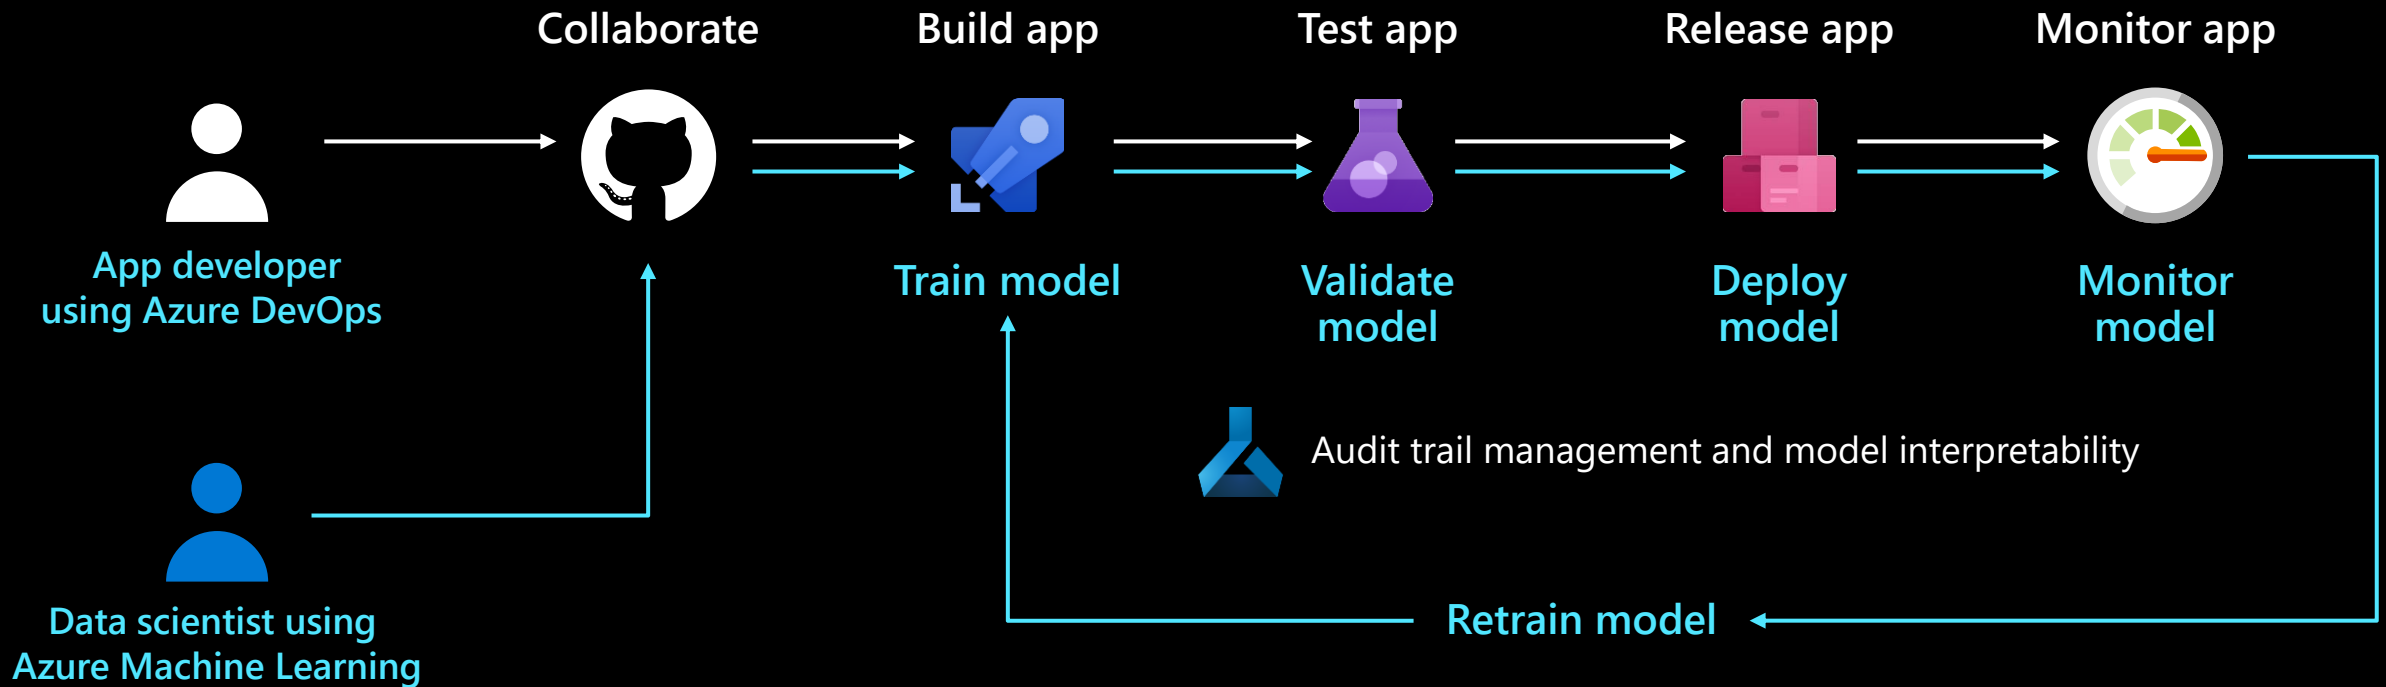 Collaborate
Build app
Test app
Release app
Monitor app
App developer
using Azure DevOps
Train model
Validate
model
Deploy
model
Monitor
model
Audit trail management and model interpretability
Retrain model
Data scientist using
Azure Machine Learning